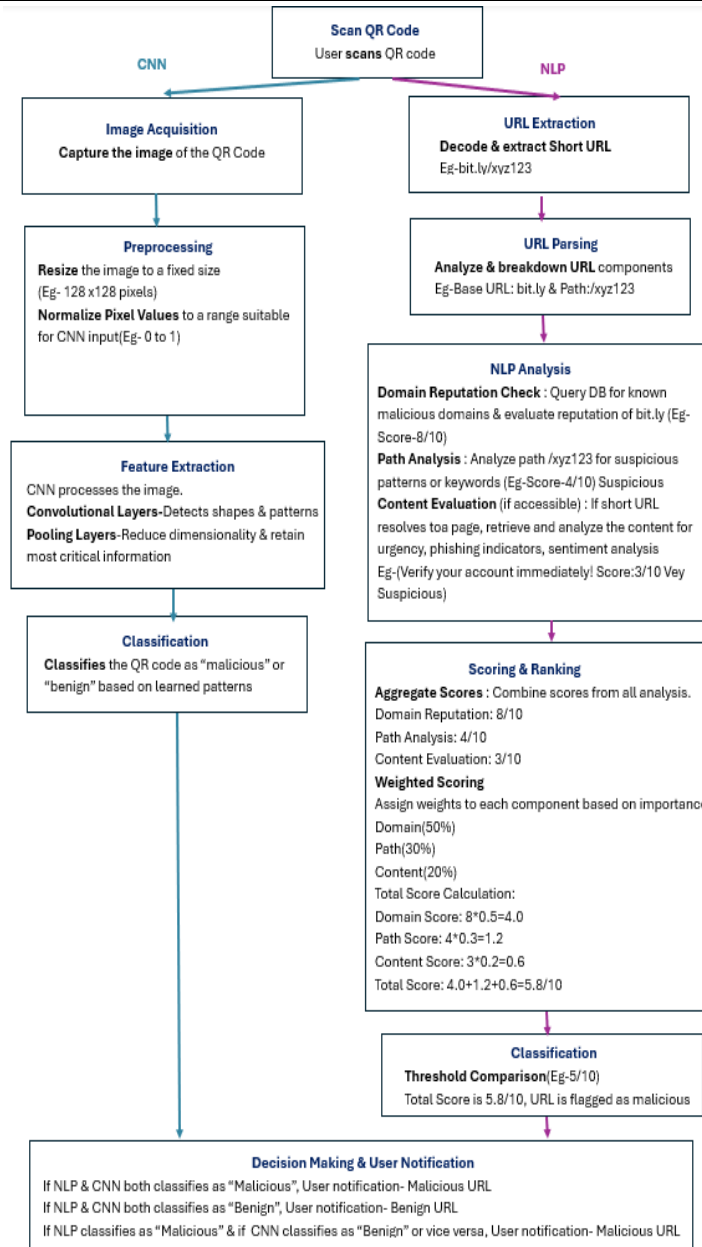 Scan QR Code
User scans QR code
CNN
NLP
Image Acquisition
Capture the image of the QR Code
Preprocessing
Resize the image to a fixed size
(Eg- 128 x128 pixels)
Normalize Pixel Values to a range suitable
for CNN input(Eg- 0 to 1)
Feature Extraction
CNN processes the image.
Convolutional Layers-Detects shapes & patterns
Pooling Layers-Reduce dimensionality & retain
most critical information
Classification
Classifies the QR code as “malicious” or
“benign” based on learned patterns
URL Extraction
Decode & extract Short URL
Eg-bit.ly/xyz123
URL Parsing
Analyze & breakdown URL components
Eg-Base URL: bit.ly & Path:/xyz123
NLP Analysis
Domain Reputation Check : Query DB for known
malicious domains & evaluate reputation of bit.ly (Eg-
Score-8/10)
Path Analysis : Analyze path /xyz123 for suspicious
patterns or keywords (Eg-Score-4/10) Suspicious
Content Evaluation (if accessible) : If short URL
resolves toa page, retrieve and analyze the content for
urgency, phishing indicators, sentiment analysis
Eg-(Verify your account immediately! Score:3/10 Vey
Suspicious)
Scoring & Ranking
Aggregate Scores : Combine scores from all analysis.
Domain Reputation: 8/10
Path Analysis: 4/10
Content Evaluation: 3/10
Weighted Scoring
Assign weights to each component based on importance
Domain(50%)
Path(30%)
Content(20%)
Total Score Calculation:
Domain Score: 8*0.5=4.0
Path Score: 4*0.3=1.2
Content Score: 3*0.2=0.6
Total Score: 4.0+1.2+0.6=5.8/10
Classification
Threshold Comparison(Eg-5/10)
Total Score is 5.8/10, URL is flagged as malicious
Decision Making & User Notification
If NLP & CNN both classifies as “Malicious”, User notification- Malicious URL
If NLP & CNN both classifies as “Benign”, User notification- Benign URL
If NLP classifies as “Malicious” & if CNN classifies as “Benign” or vice versa, User notification- Malicious URL